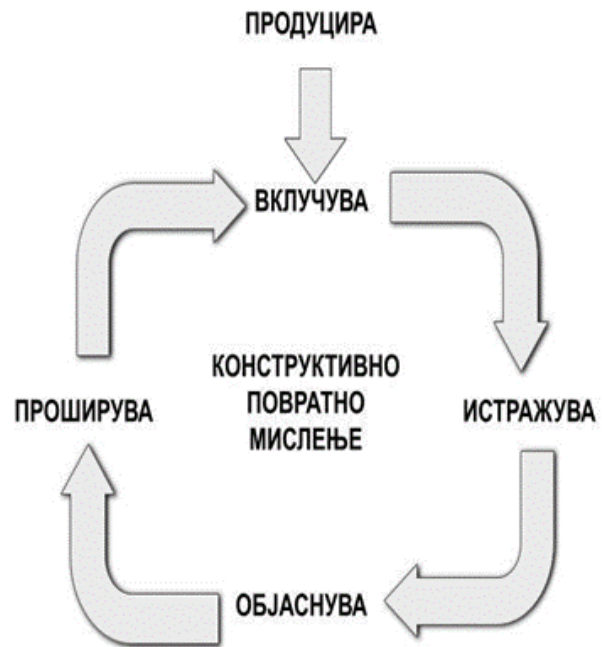 ПРОДУЦИРА
ВКЛУЧУВА
КОНСТРУКТИВНО
ПОВРАТНО
МИСЛЕЊЕ
ПРОШИРУВА
ИСТРАЖУВА
ОБЈАСНУВА